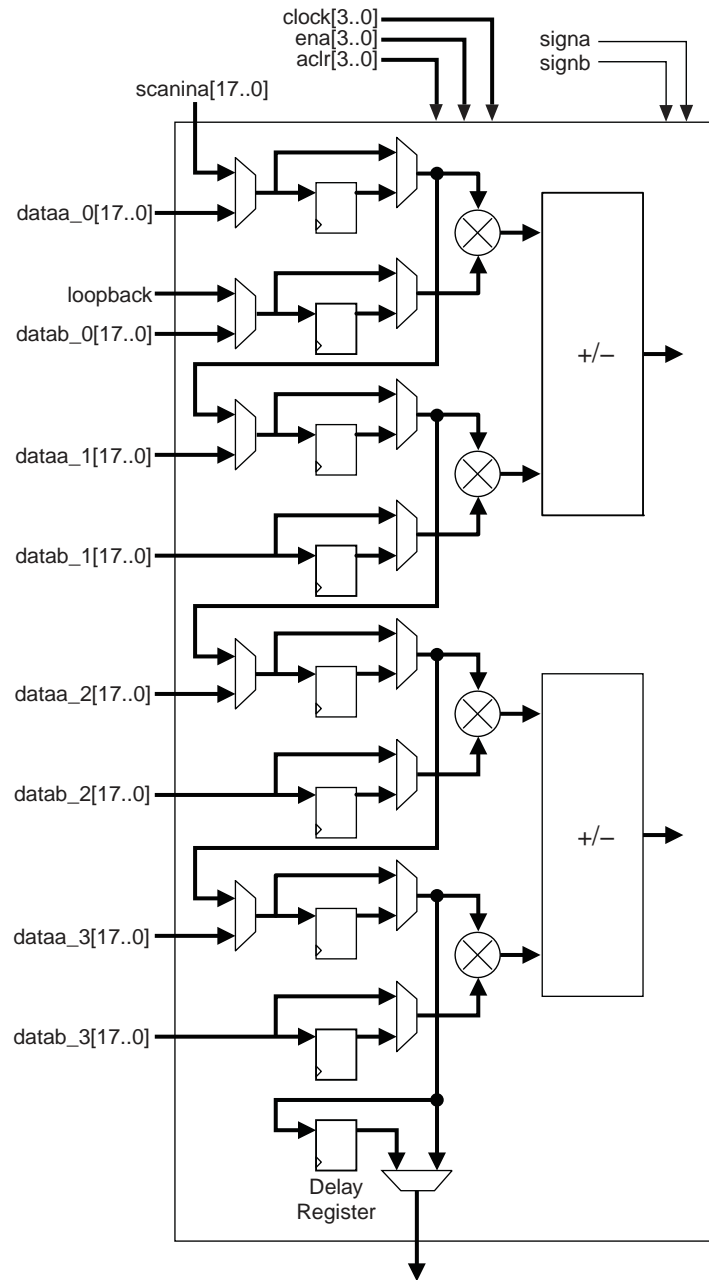 clock[3..0]
ena[3..0]
aclr[3..0]
signa
signb
scanina[17..0]
dataa_0[17..0]
loopback
datab_0[17..0]
+/−
dataa_1[17..0]
datab_1[17..0]
dataa_2[17..0]
datab_2[17..0]
+/−
dataa_3[17..0]
datab_3[17..0]
Delay
Register